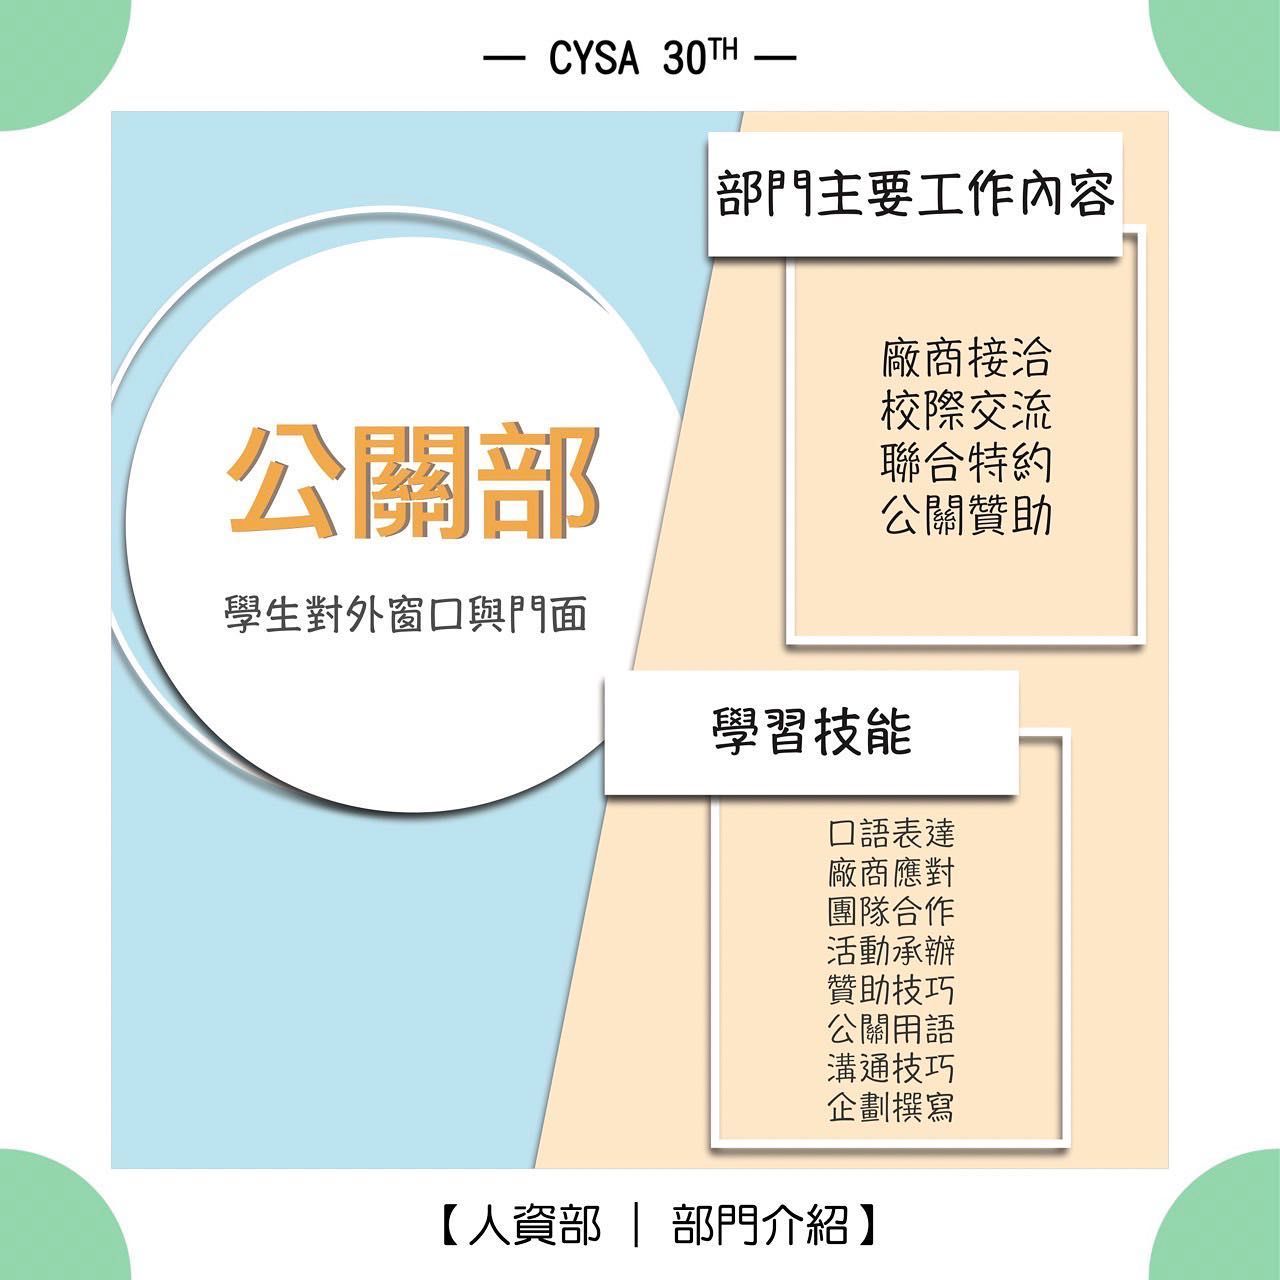 — CYSA 30TH —
公關部
學生對外窗口與門面
部門主要工作內容
廠商接洽
校際交流
聯合特約
公關贊助
學習技能
口語表達
廠商應對
團隊合作
活動承辦
贊助技巧
公關用語
溝通技巧
企劃撰寫
【人資部｜部門介紹】